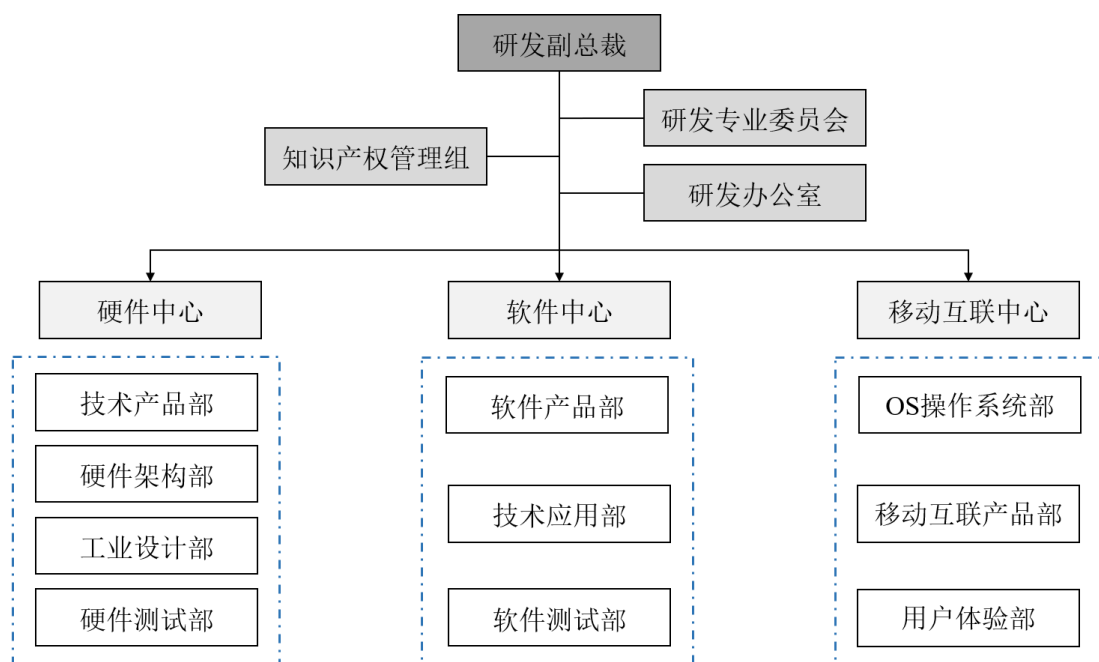 研发副总裁
研发专业委员会
知识产权管理组
研发办公室
硬件中心
软件中心
移动互联中心
技术产品部
硬件架构部
工业设计部
硬件测试部
软件产品部
技术应用部
软件测试部
OS操作系统部
移动互联产品部
用户体验部